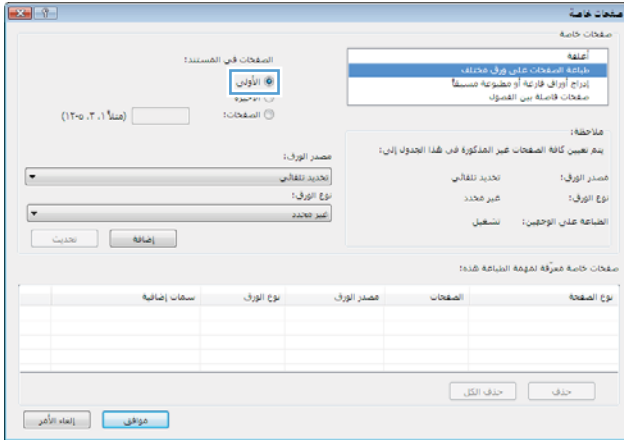 صفحات خاصة
صفحات خاصة
أغلفة
طباعة الصفحات على ورق مختلف
إدراج أوراق فارغة أو مطبوعة مسبقاً
صفحات فاصلة بين الفصول
الصفحات في المستند:
الأولى
الأخيرة
الصفحات:
(مثلاً ١، ٣، ٥-١٢)
ملاحظة:
يتم تعيين كافة الصفحات غير المذكورة في هذا الجدول إلى:
مصدر الورق: تحديد تلقائي
نوع الورق: غير محدد
الطباعة على الوجهين: تشغيل
مصدر الورق:
تحديد تلقائي
نوع الورق:
غير محدد
إضافة تحديث
صفحات خاصة معرّفة لمهمة الطباعة هذه:
نوع الصفحة الصفحات مصدر الورق نوع الورق سمات إضافية
حذف حذف الكل
موافق إلغاء الأمر